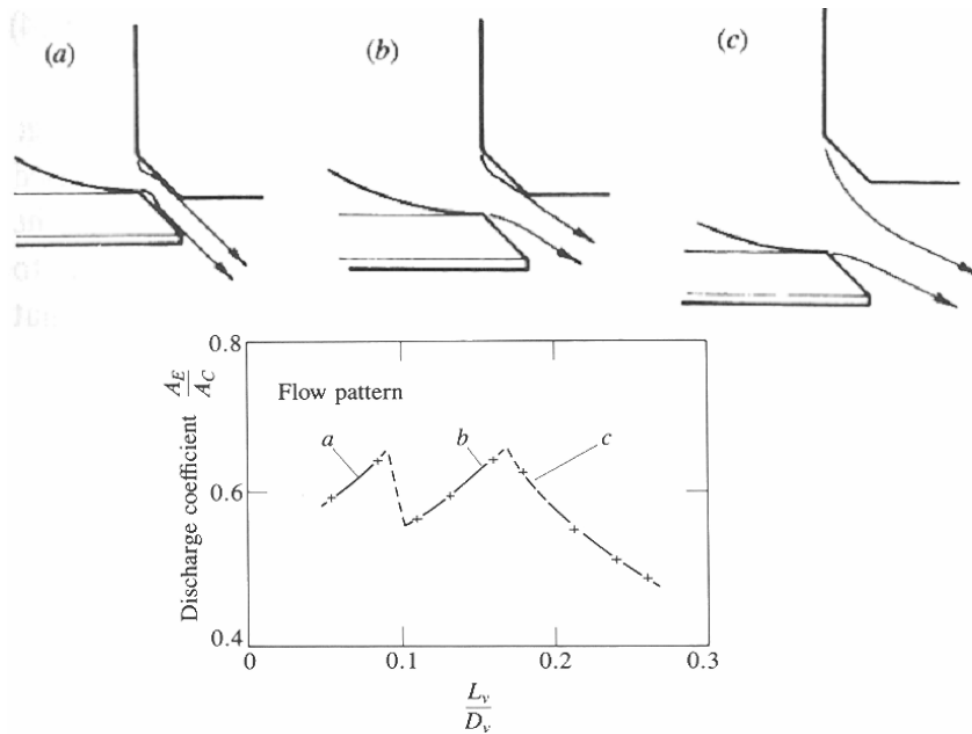 (a)
(b)
(c)
0.8
0.6
0.4
Discharge coefficient A_E/A_C
Flow pattern
a
b
c
0
0.1
0.2
0.3
L_v/D_v